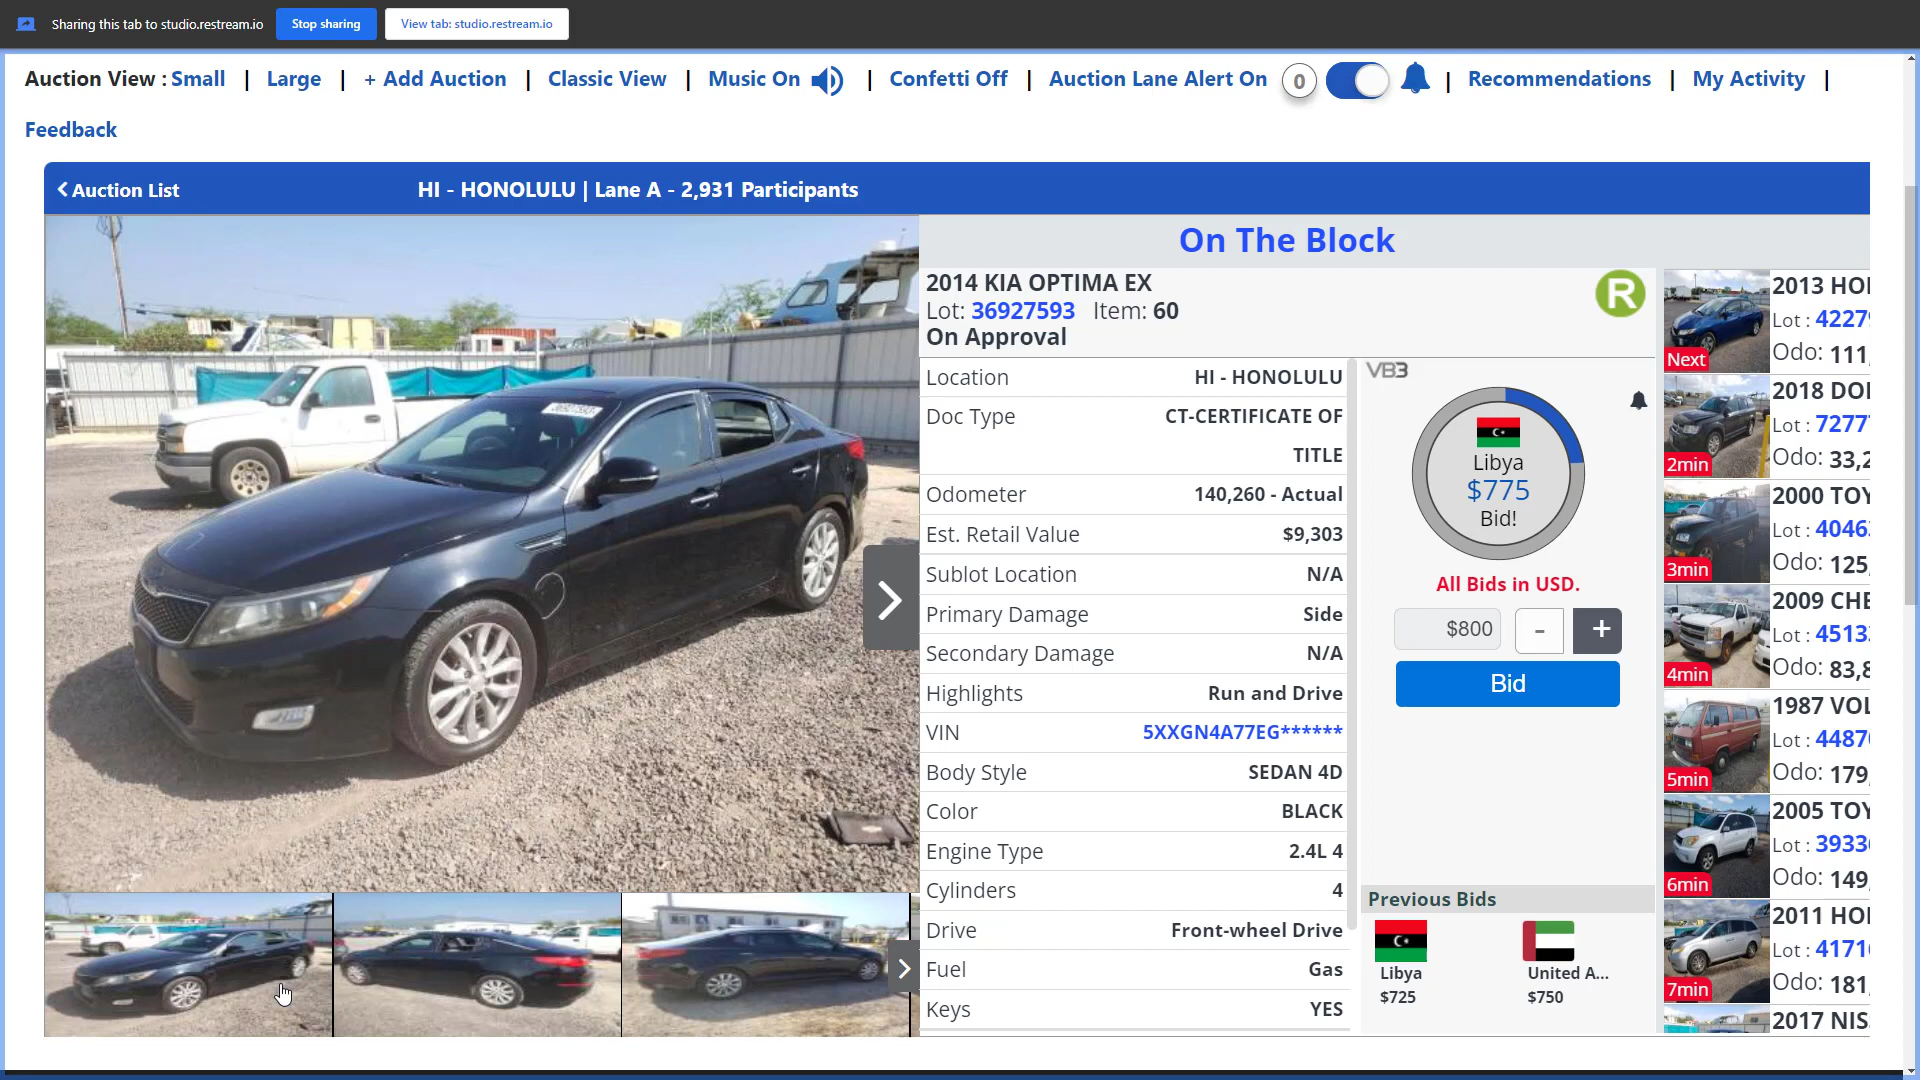 Sharing this tab to studio.restream.io
Stop sharing
View tab: studio.restream.io
Auction View : Small | Large | + Add Auction | Classic View | Music On | Confetti Off | Auction Lane Alert On 0 | Recommendations | My Activity |
Feedback
Auction List
HI - HONOLULU | Lane A - 2,931 Participants
On The Block
2014 KIA OPTIMA EX
Lot: 36927593 Item: 60
On Approval
R
Location HI - HONOLULU
Doc Type CT-CERTIFICATE OF
TITLE
Odometer 140,260 - Actual
Est. Retail Value $9,303
Sublot Location N/A
Primary Damage Side
Secondary Damage N/A
Highlights Run and Drive
VIN 5XXGN4A77EG******
Body Style SEDAN 4D
Color BLACK
Engine Type 2.4L 4
Cylinders 4
Drive Front-wheel Drive
Fuel Gas
Keys YES
VB3
Libya
$775
Bid!
All Bids in USD.
$800 - +
Bid
Previous Bids
Libya
$725
United A...
$750
2013 HO
Lot : 4227
Odo: 111,
Next
2018 DO
Lot : 7277
Odo: 33,2
2min
2000 TOY
Lot : 4046
Odo: 125,
3min
2009 CHE
Lot : 4513
Odo: 83,8
4min
1987 VOL
Lot : 4487
Odo: 179,
5min
2005 TOY
Lot : 3933
Odo: 149,
6min
2011 HO
Lot : 4171
Odo: 181,
7min
2017 NIS